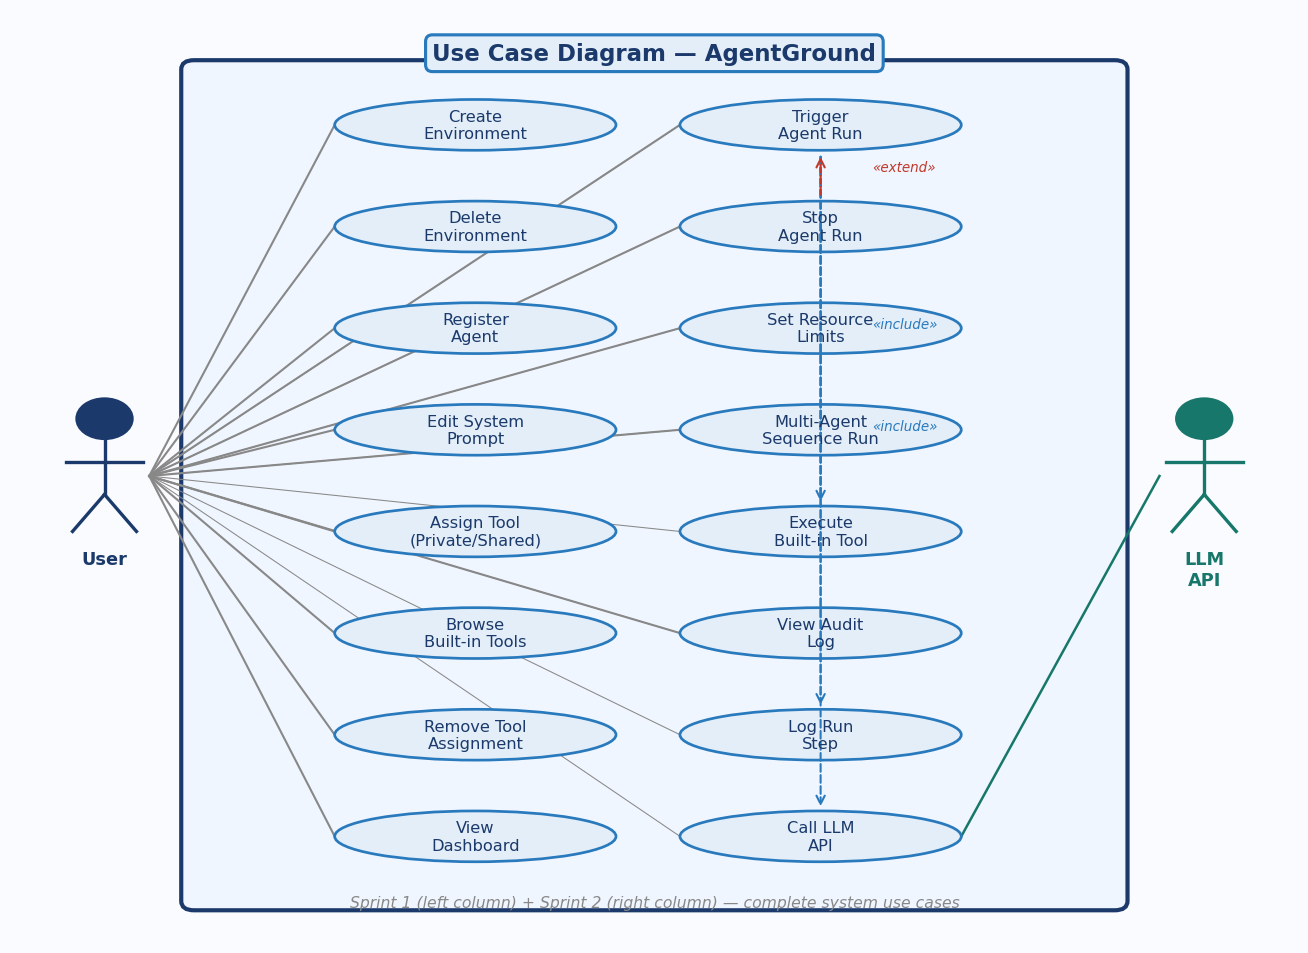 Use Case Diagram — AgentGround
Create
Environment
Trigger
Agent Run
«extend»
Delete
Environment
Stop
Agent Run
Register
Agent
Set Resource
Limits
«include»
Edit System
Prompt
Multi-Agent
Sequence Run
«include»
Assign Tool
(Private/Shared)
Execute
Built-in Tool
User
LLM
API
Browse
Built-in Tools
View Audit
Log
Remove Tool
Assignment
Log Run
Step
View
Dashboard
Call LLM
API
Sprint 1 (left column) + Sprint 2 (right column) — complete system use cases